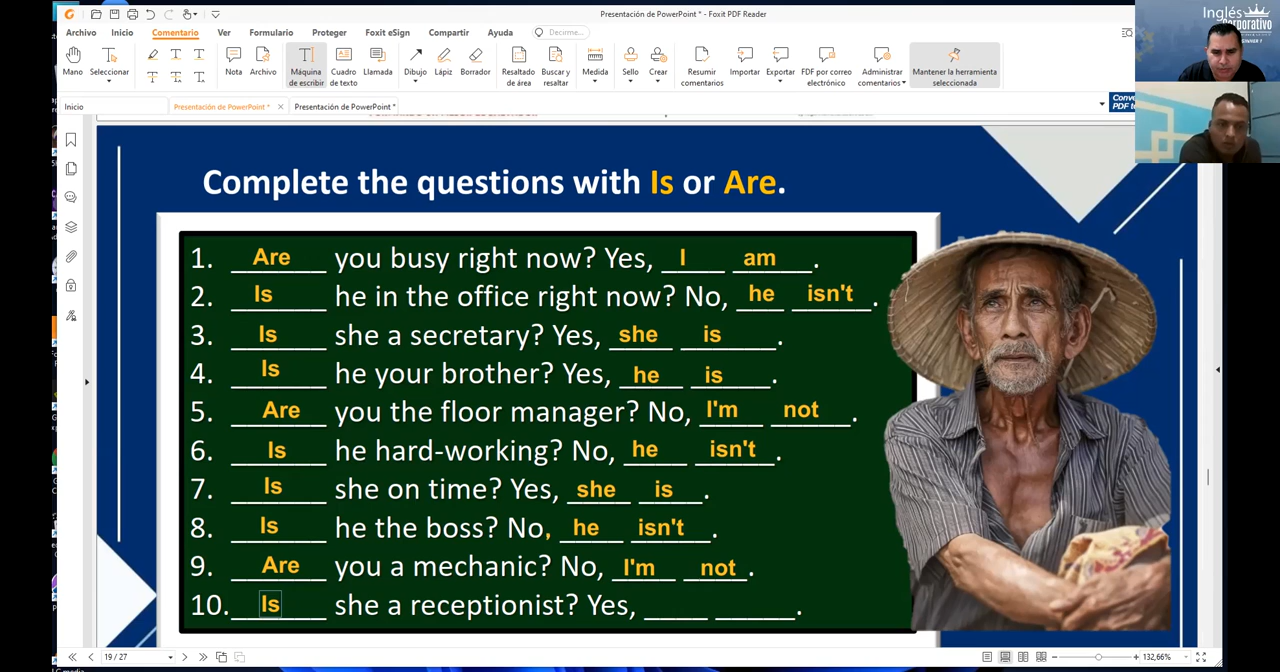 Presentación de PowerPoint * - Foxit PDF Reader
Archivo Inicio Comentario Ver Formulario Proteger Foxit eSign Compartir Ayuda Decirme...
Mano Seleccionar Nota Archivo Máquina de escribir Cuadro de texto Llamada Dibujo Lápiz Borrador Resaltado de área Buscar y resaltar Medida Sello Crear Resumir comentarios Importar Exportar FDF por correo electrónico Administrar comentarios Mantener la herramienta seleccionada
Inicio Presentación de PowerPoint * Presentación de PowerPoint *
Inglés Corporativo
Complete the questions with Is or Are.
1. Are you busy right now? Yes, I am.
2. Is he in the office right now? No, he isn't.
3. Is she a secretary? Yes, she is.
4. Is he your brother? Yes, he is.
5. Are you the floor manager? No, I'm not.
6. Is he hard-working? No, he isn't.
7. Is she on time? Yes, she is.
8. Is he the boss? No, he isn't.
9. Are you a mechanic? No, I'm not.
10. Is she a receptionist? Yes, _____ ______.
19 / 27
132,66%